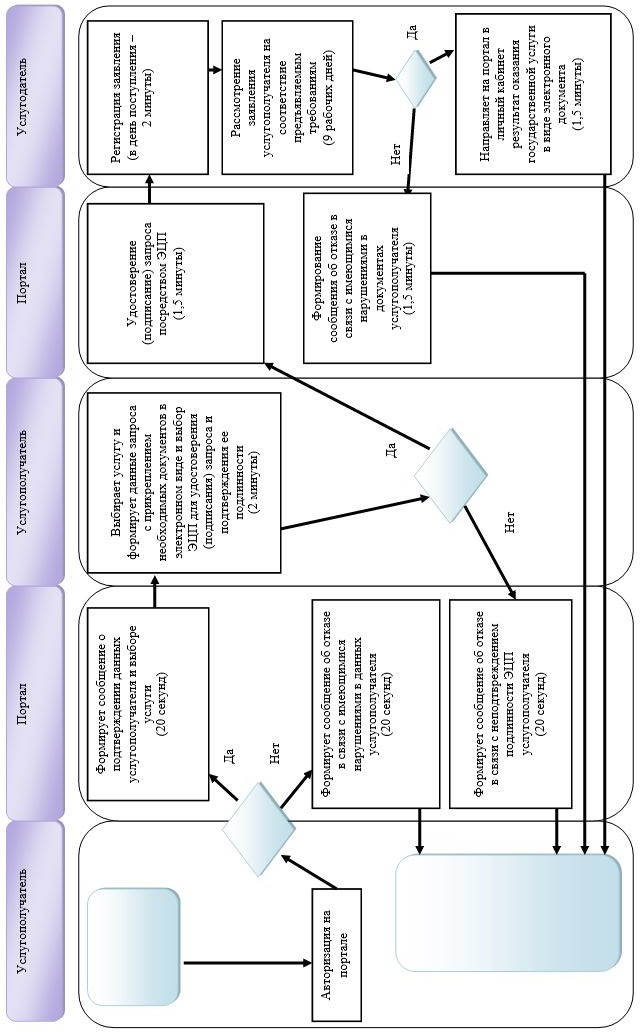 Услугополучатель
Портал
Услугополучатель
Портал
Услугодатель
Авторизация на
портале
Да
Нет
Формирует сообщение о
подтверждении данных
услугополучателя и выборе
услуги
(20 секунд)
Формирует сообщение об отказе
в связи с имеющимися
нарушениями в данных
услугополучателя
(20 секунд)
Формирует сообщение об отказе
в связи с неподтверждением
подлинности ЭЦП
услугополучателя
(20 секунд)
Выбирает услугу и
формирует данные запроса
с прикреплением
необходимых документов в
электронном виде и выбор
ЭЦП для удостоверения
(подписания) запроса и
подтверждения ее
подлинности
(2 минуты)
Да
Нет
Удостоверение
(подписание) запроса
посредством ЭЦП
(1,5 минуты)
Формирование
сообщения об отказе в
связи с имеющимися
нарушениями в
документах
услугополучателя
(1,5 минуты)
Регистрация заявления
(в день поступления –
2 минуты)
Рассмотрение
заявления
услугополучателя на
соответствие
предъявляемым
требованиям
(9 рабочих дней)
Да
Нет
Направляет на портал в
личный кабинет
результат оказания
государственной услуги
в виде электронного
документа
(1,5 минуты)